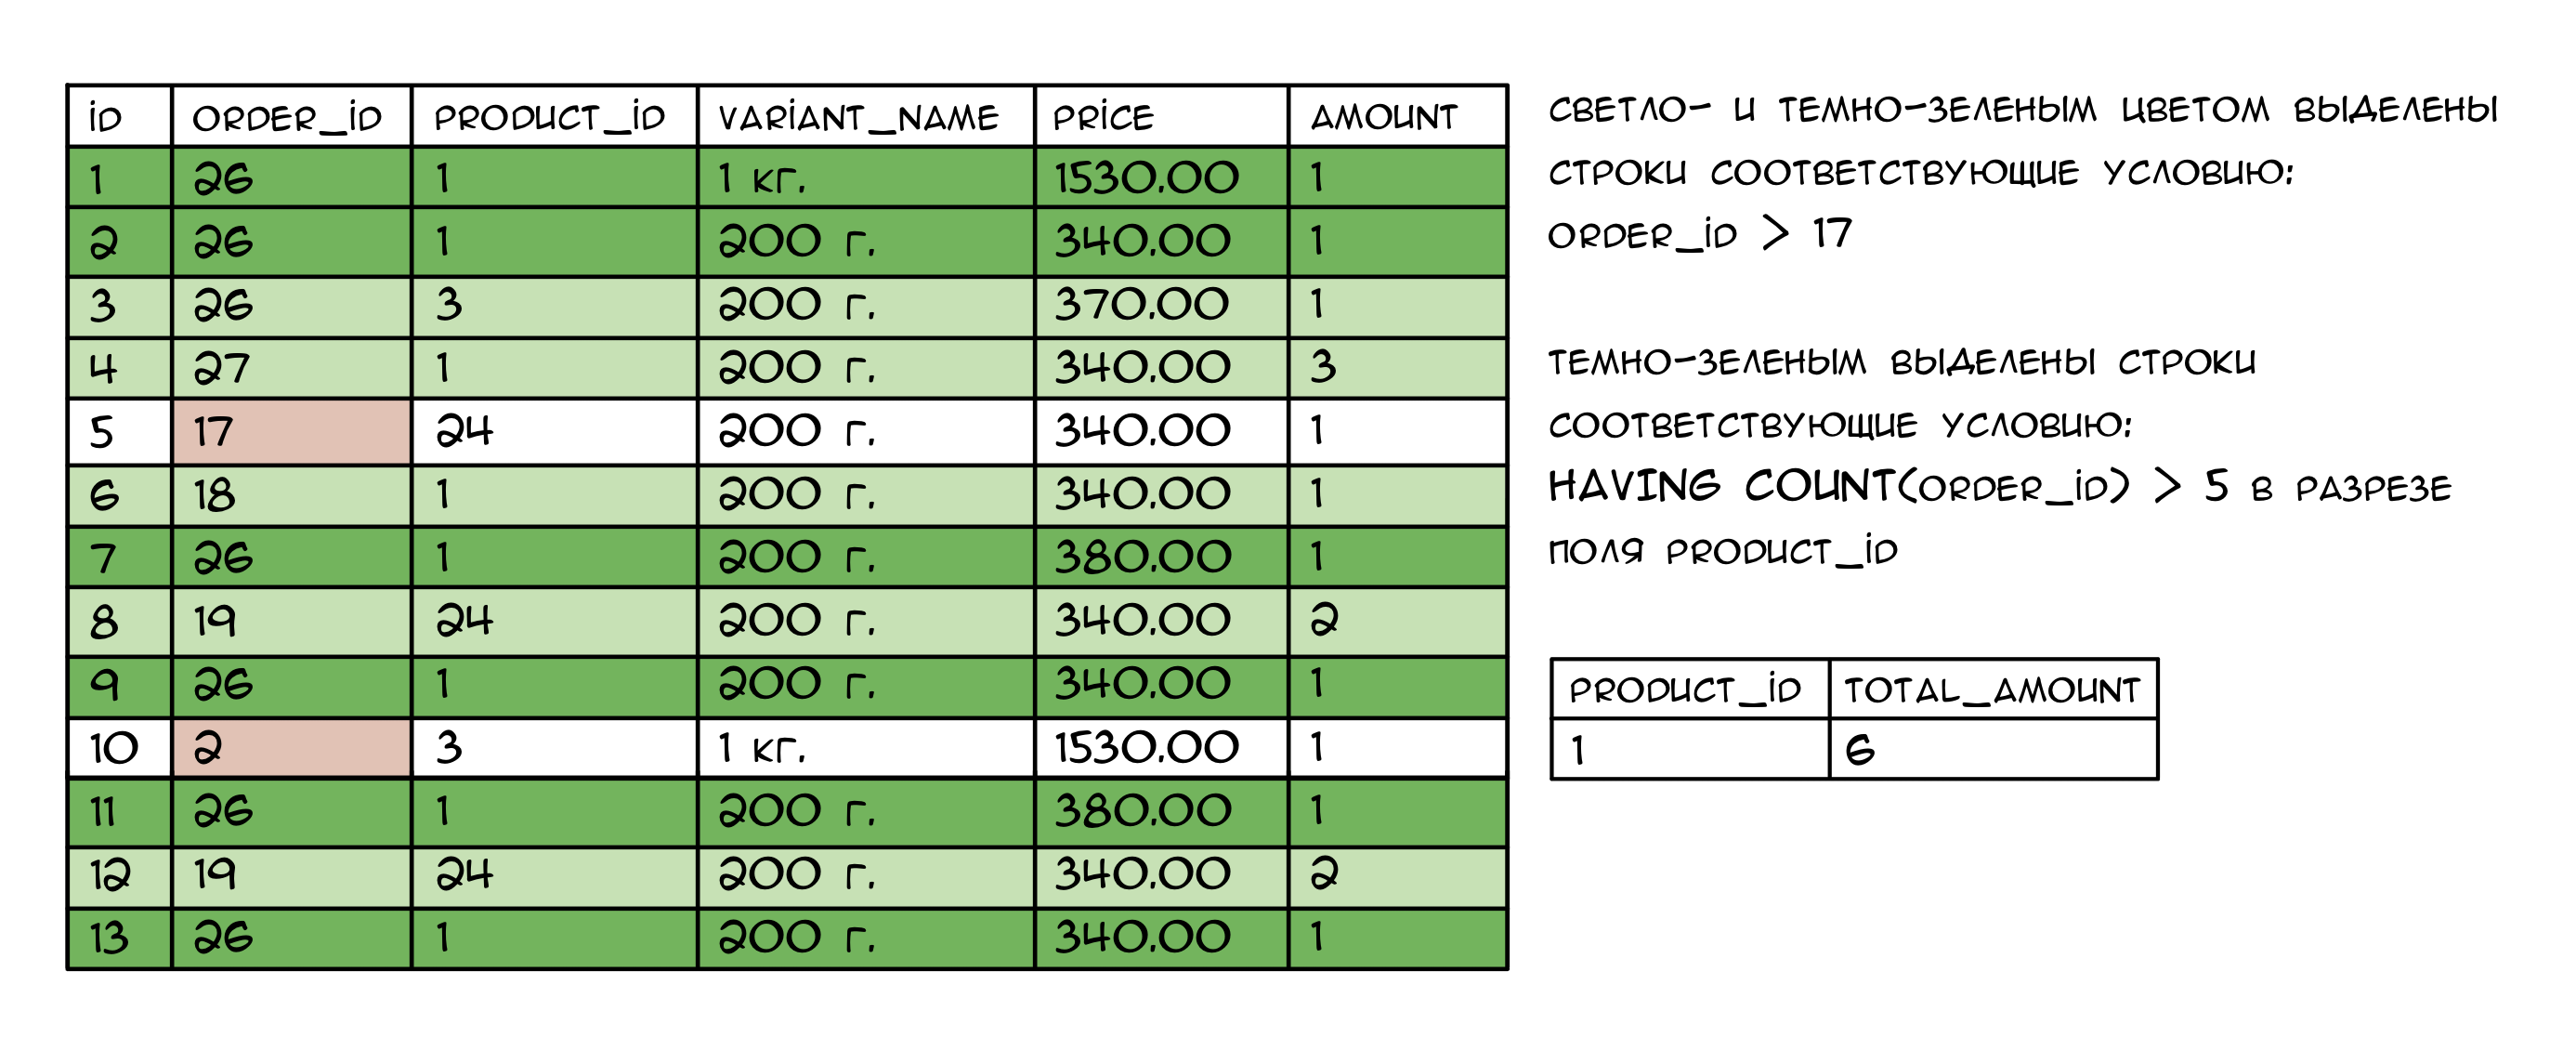 ID ORDER_ID PRODUCT_ID VARIANT_NAME PRICE AMOUNT
1 26 1 1 кг. 1530.00 1
2 26 1 200 г. 340.00 1
3 26 3 200 г. 370.00 1
4 27 1 200 г. 340.00 3
5 17 24 200 г. 340.00 1
6 18 1 200 г. 340.00 1
7 26 1 200 г. 380.00 1
8 19 24 200 г. 340.00 2
9 26 1 200 г. 340.00 1
10 2 3 1 кг. 1530.00 1
11 26 1 200 г. 380.00 1
12 19 24 200 г. 340.00 2
13 26 1 200 г. 340.00 1
СВЕТЛО- И ТЕМНО-ЗЕЛЕНЫМ ЦВЕТОМ ВЫДЕЛЕНЫ
СТРОКИ СООТВЕТСТВУЮЩИЕ УСЛОВИЮ:
ORDER_ID > 17
ТЕМНО-ЗЕЛЕНЫМ ВЫДЕЛЕНЫ СТРОКИ
СООТВЕТСТВУЮЩИЕ УСЛОВИЮ:
HAVING COUNT(ORDER_ID) > 5 В РАЗРЕЗЕ
ПОЛЯ PRODUCT_ID
PRODUCT_ID TOTAL_AMOUNT
1 6